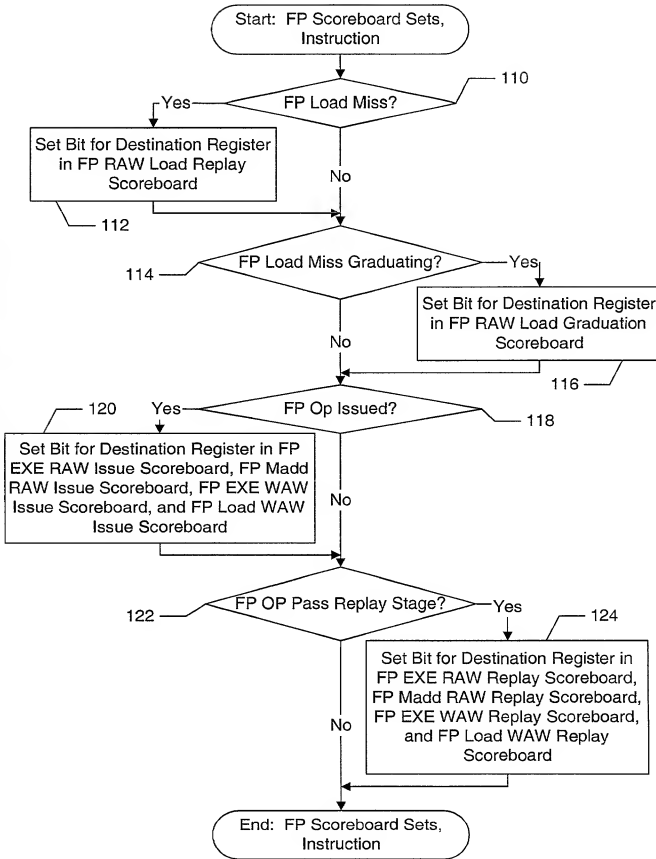 Start: FP Scoreboard Sets,
Instruction
110
FP Load Miss?
Yes
Set Bit for Destination Register
in FP RAW Load Replay
Scoreboard
No
112
114
FP Load Miss Graduating?
Yes
Set Bit for Destination Register
in FP RAW Load Graduation
Scoreboard
No
116
120
Yes
FP Op Issued?
118
Set Bit for Destination Register in FP
EXE RAW Issue Scoreboard, FP Madd
RAW Issue Scoreboard, FP EXE WAW
Issue Scoreboard, and FP Load WAW
Issue Scoreboard
No
122
FP OP Pass Replay Stage?
Yes
124
Set Bit for Destination Register in
FP EXE RAW Replay Scoreboard,
FP Madd RAW Replay Scoreboard,
FP EXE WAW Replay Scoreboard,
and FP Load WAW Replay
Scoreboard
No
End: FP Scoreboard Sets,
Instruction